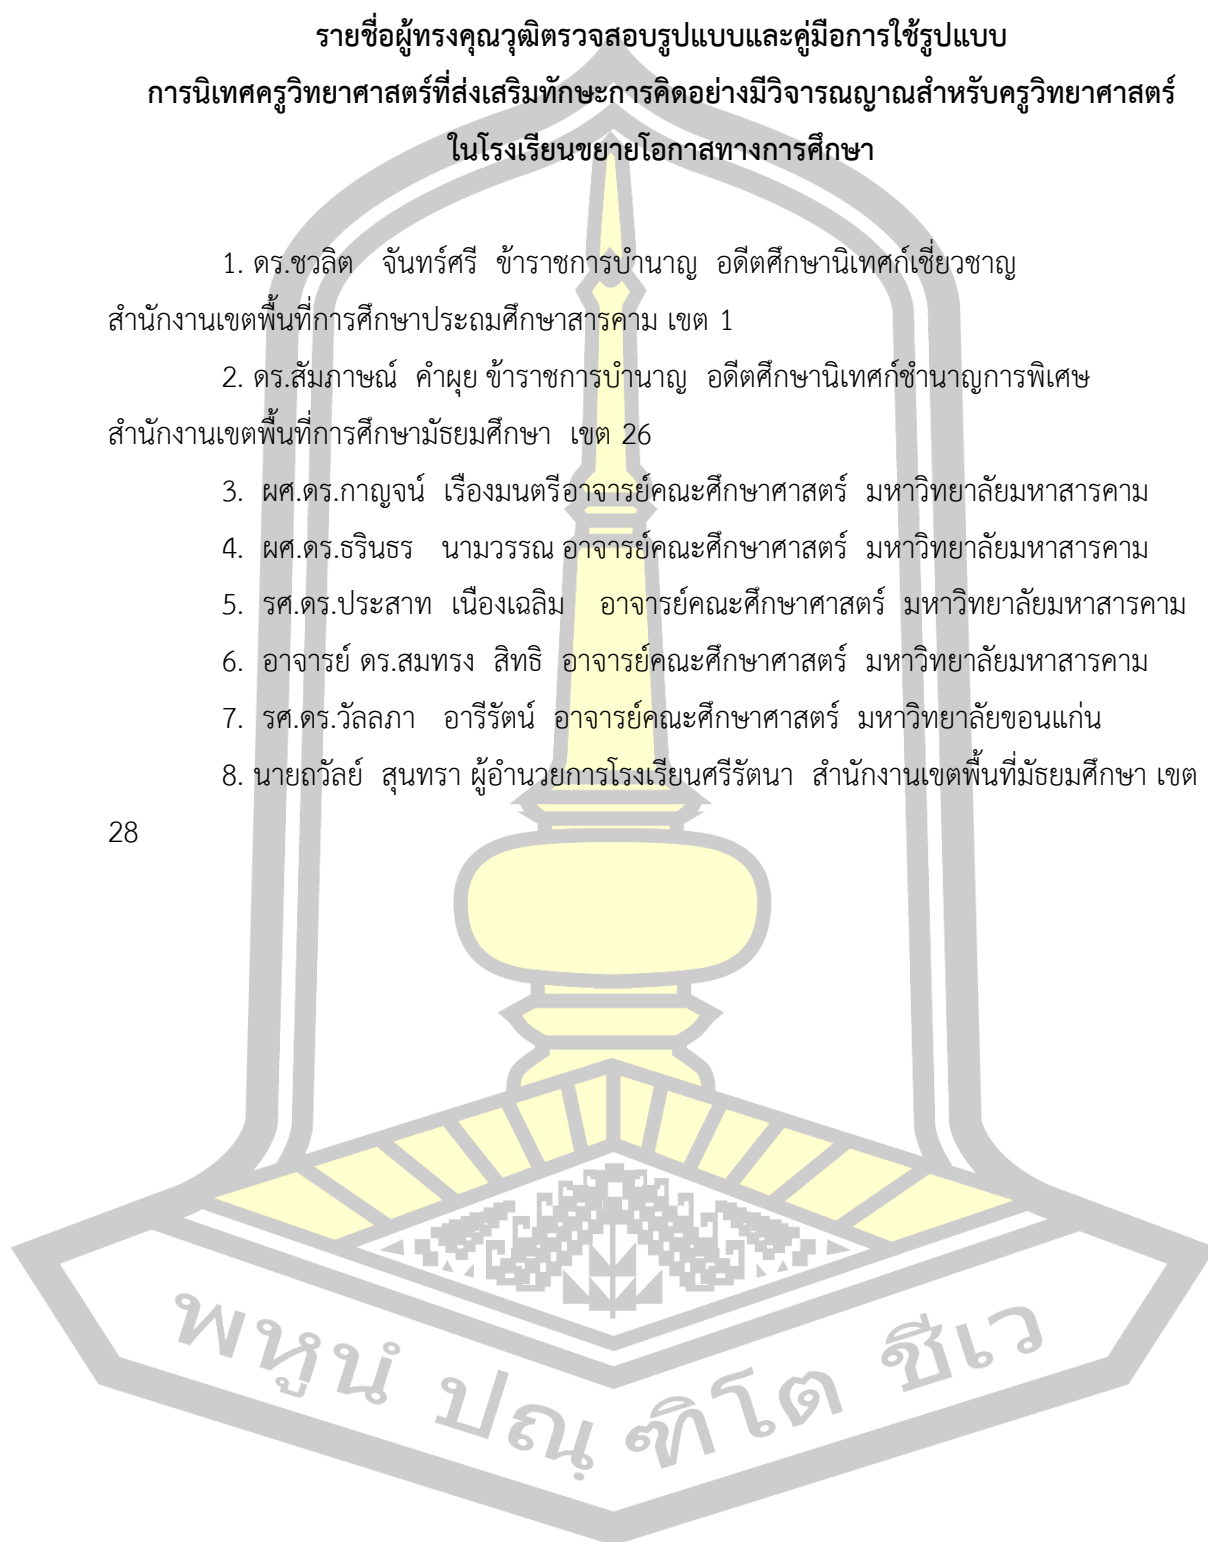 รายชื่อผู้ทรงคุณวุฒิตรวจสอบรูปแบบและคู่มือการใช้รูปแบบ
การนิเทศครูวิทยาศาสตร์ที่ส่งเสริมทักษะการคิดอย่างมีวิจารณญาณสำหรับครูวิทยาศาสตร์
ในโรงเรียนขยายโอกาสทางการศึกษา
1. ดร.ชวลิต จันทร์ศรี ข้าราชการบำนาญ อดีตศึกษานิเทศก์เชี่ยวชาญ
สำนักงานเขตพื้นที่การศึกษาประถมศึกษาสารคาม เขต 1
2. ดร.สัมภาษณ์ คำผุย ข้าราชการบำนาญ อดีตศึกษานิเทศก์ชำนาญการพิเศษ
สำนักงานเขตพื้นที่การศึกษามัธยมศึกษา เขต 26
3. ผศ.ดร.กาญจน์ เรืองมนตรีอาจารย์คณะศึกษาศาสตร์ มหาวิทยาลัยมหาสารคาม
4. ผศ.ดร.ธรินธร นามวรรณ อาจารย์คณะศึกษาศาสตร์ มหาวิทยาลัยมหาสารคาม
5. รศ.ดร.ประสาท เนืองเฉลิม อาจารย์คณะศึกษาศาสตร์ มหาวิทยาลัยมหาสารคาม
6. อาจารย์ ดร.สมทรง สิทธิ อาจารย์คณะศึกษาศาสตร์ มหาวิทยาลัยมหาสารคาม
7. รศ.ดร.วัลลภา อารีรัตน์ อาจารย์คณะศึกษาศาสตร์ มหาวิทยาลัยขอนแก่น
8. นายถวัลย์ สุนทรา ผู้อำนวยการโรงเรียนศรีรัตนา สำนักงานเขตพื้นที่มัธยมศึกษา เขต
28
พหูนํ ปณฺ ฑิโต ชีเว